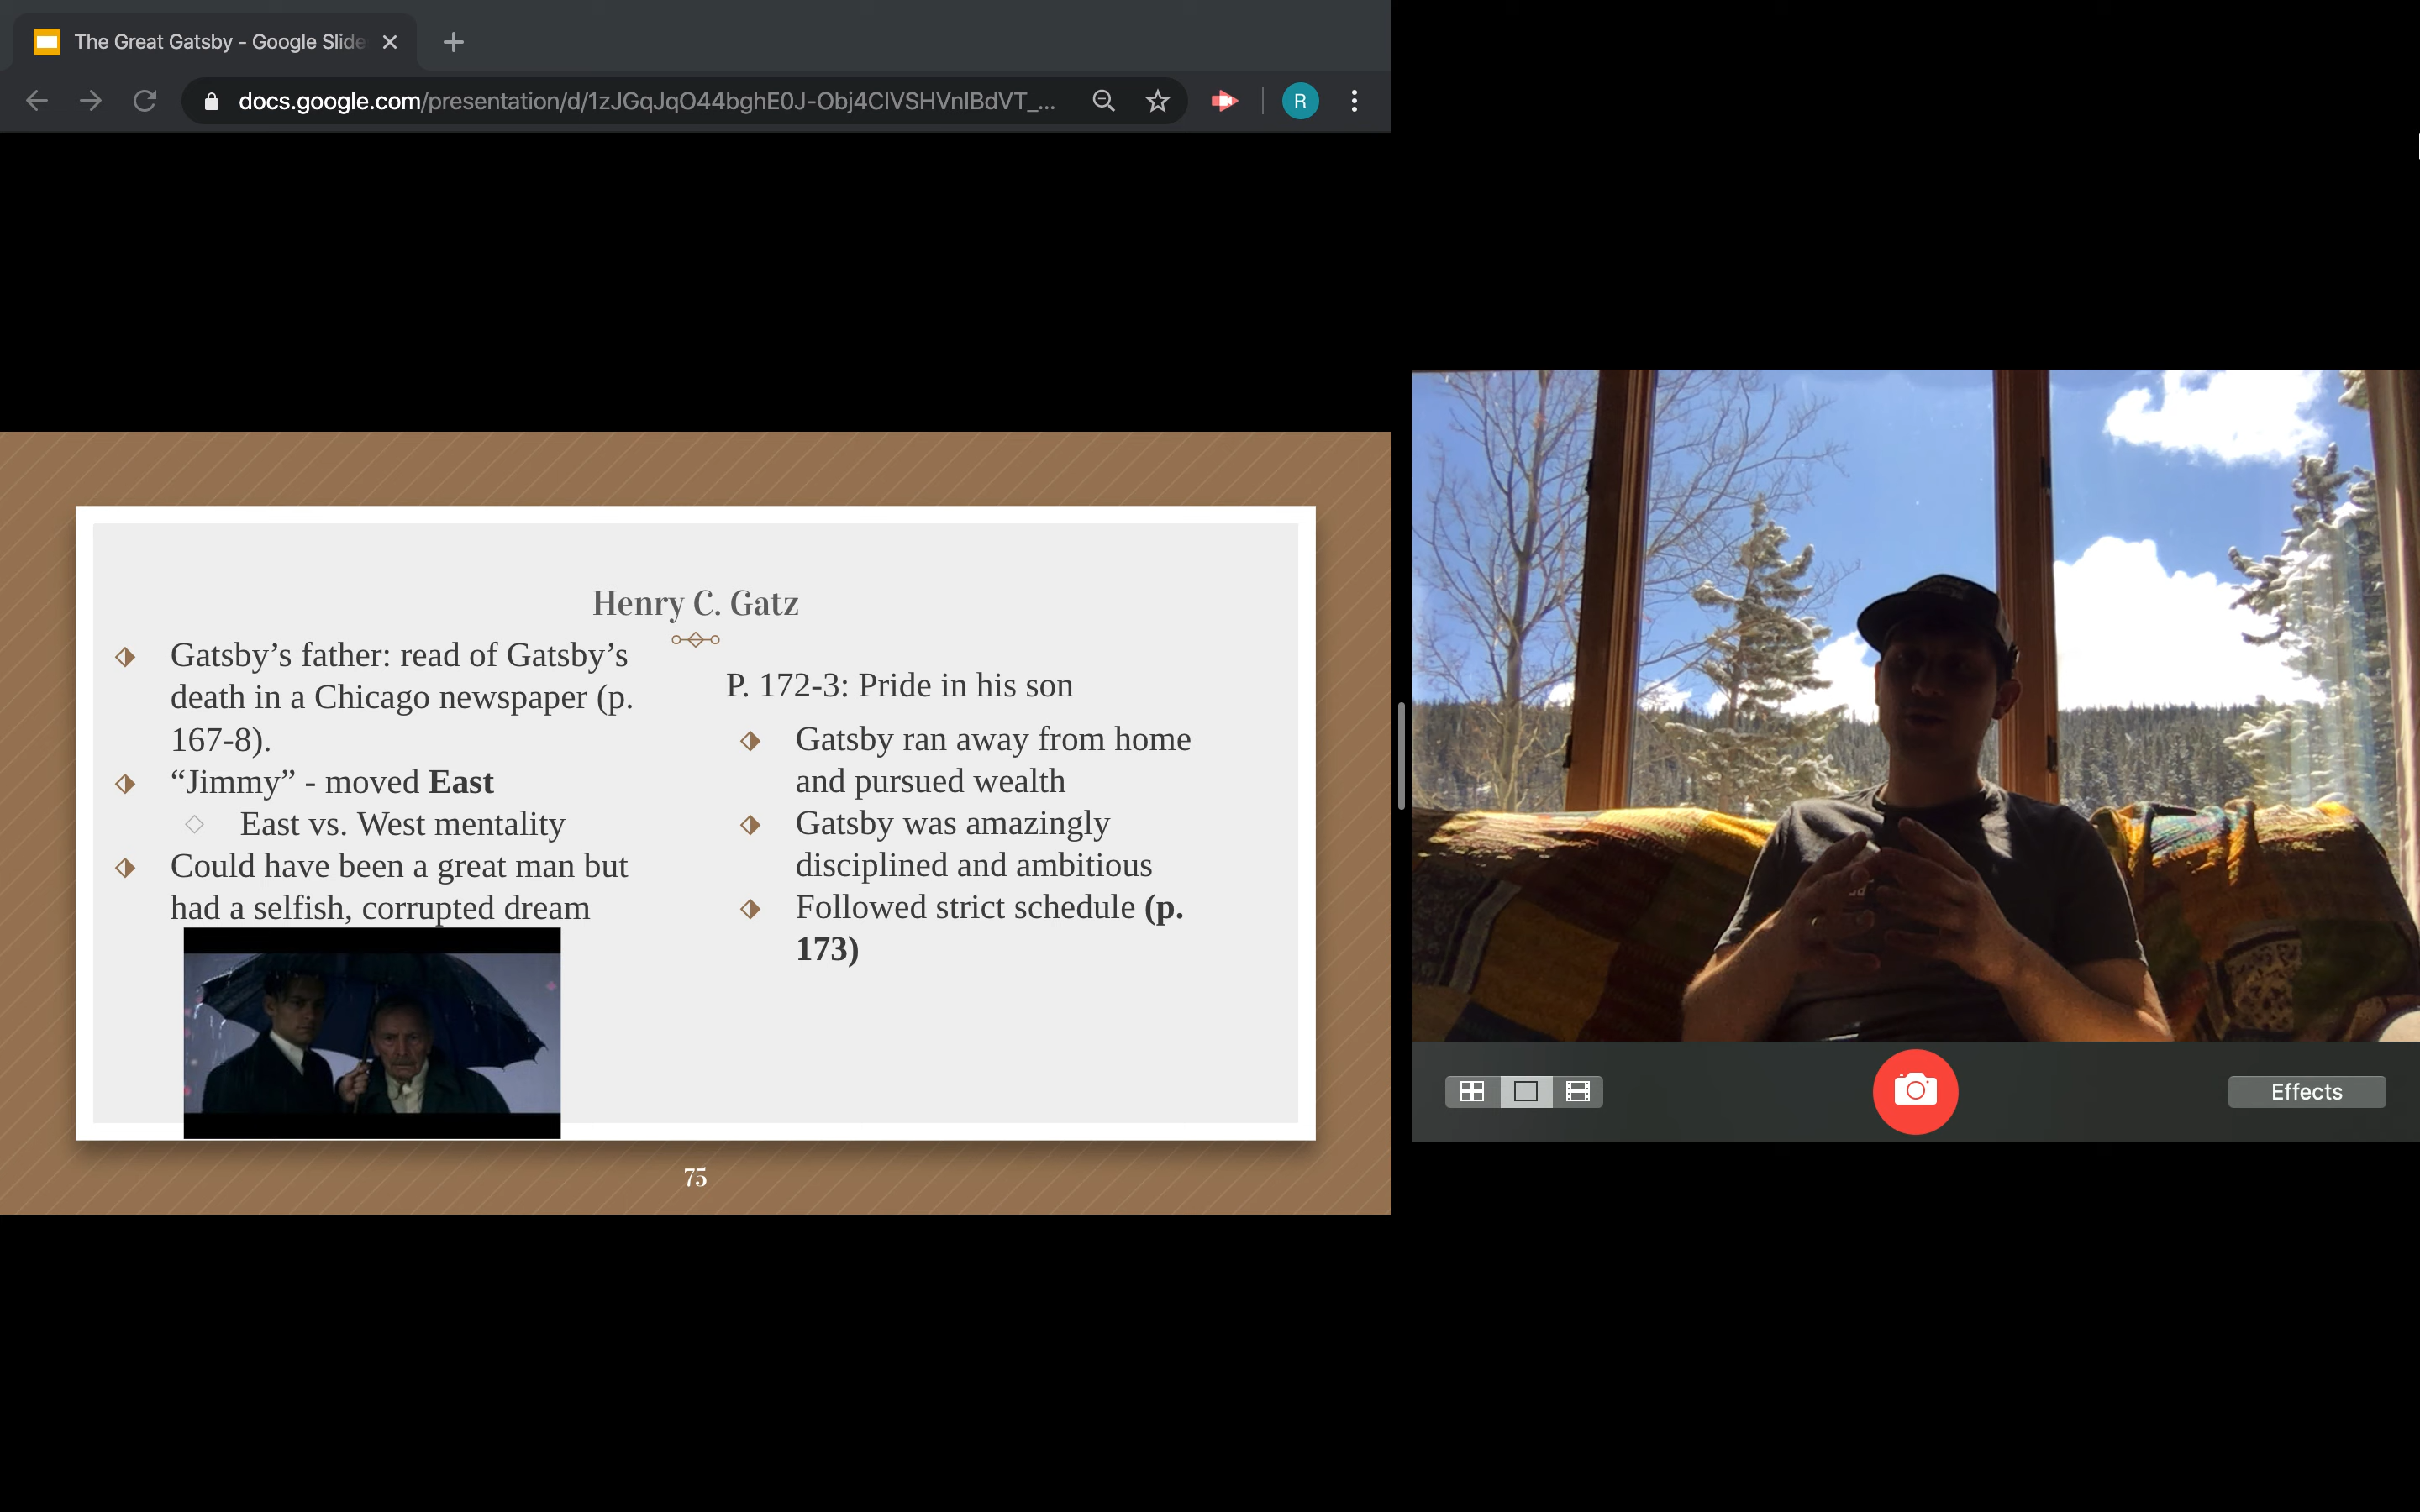 The Great Gatsby - Google Slide
docs.google.com/presentation/d/1zJGqJqO44bghE0J-Obj4ClVSHVnlBdVT_...
R
Henry C. Gatz
Gatsby’s father: read of Gatsby’s
death in a Chicago newspaper (p.
167-8).
“Jimmy” - moved East
East vs. West mentality
Could have been a great man but
had a selfish, corrupted dream
P. 172-3: Pride in his son
Gatsby ran away from home
and pursued wealth
Gatsby was amazingly
disciplined and ambitious
Followed strict schedule (p.
173)
75
Effects